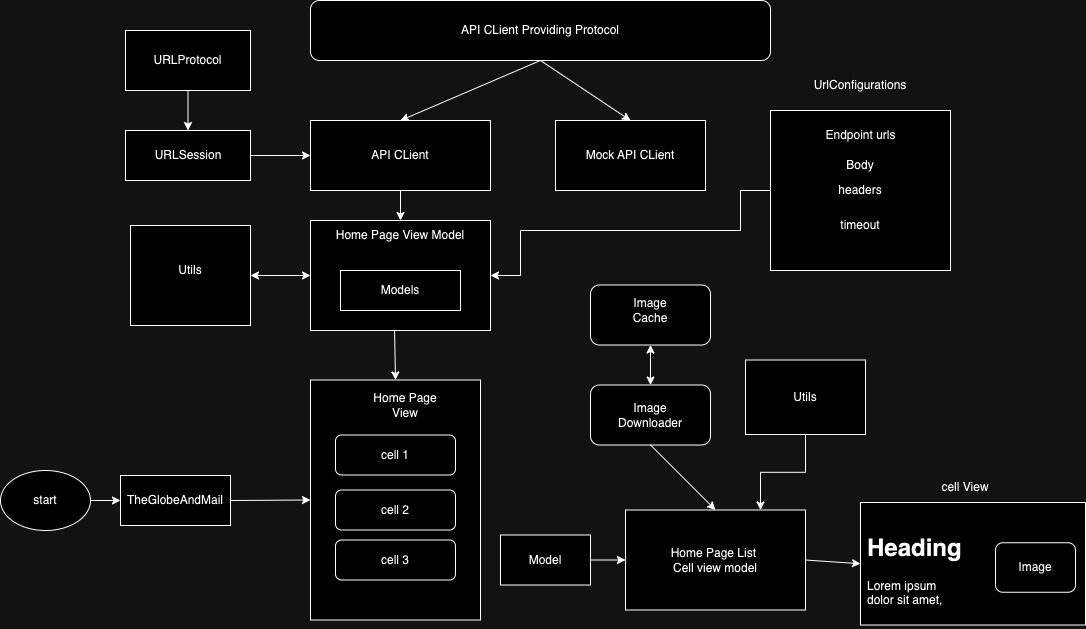 API CLient Providing Protocol
URLProtocol
UrlConfigurations
URLSession
API CLient
Mock API CLient
Endpoint urls
Body
headers
timeout
Utils
Home Page View Model
Models
Image
Cache
Home Page
View
cell 1
cell 2
cell 3
Image
Downloader
Utils
start
TheGlobeAndMail
Model
Home Page List
Cell view model
cell View
Heading
Lorem ipsum
dolor sit amet,
Image